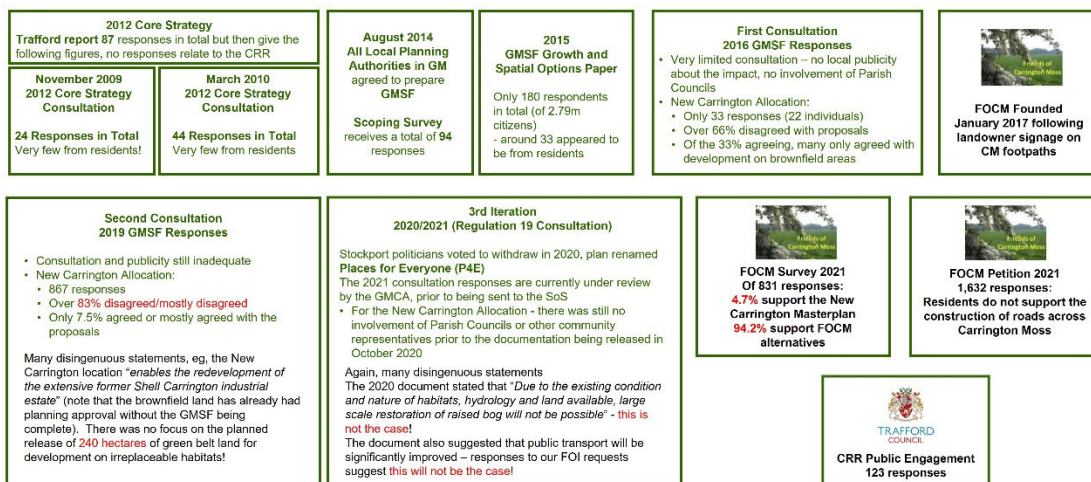 2012 Core Strategy
Trafford report 87 responses in total but then give the
following figures, no responses relate to the CRR
November 2009
2012 Core Strategy
Consultation
24 Responses in Total
Very few from residents!
March 2010
2012 Core Strategy
Consultation
44 Responses in Total
Very few from residents
August 2014
All Local Planning
Authorities in GM
agreed to prepare
GMSF
Scoping Survey
receives a total of 94
responses
2015
GMSF Growth and
Spatial Options Paper
Only 180 respondents
in total (of 2.79m
citizens)
- around 33 appeared to
be from residents
First Consultation
2016 GMSF Responses
• Very limited consultation – no local publicity
about the impact, no involvement of Parish
Councils
• New Carrington Allocation:
• Only 33 responses (22 individuals)
• Over 66% disagreed with proposals
• Of the 33% agreeing, many only agreed with
development on brownfield areas
Friends of
Carrington Moss
FOCM Founded
January 2017 following
landowner signage on
CM footpaths
Second Consultation
2019 GMSF Responses
• Consultation and publicity still inadequate
• New Carrington Allocation:
• 867 responses
• Over 83% disagreed/mostly disagreed
• Only 7.5% agreed or mostly agreed with the
proposals
Many disingenuous statements, eg, the New
Carrington location “enables the redevelopment of
the extensive former Shell Carrington industrial
estate” (note that the brownfield land has already had
planning approval without the GMSF being
complete). There was no focus on the planned
release of 240 hectares of green belt land for
development on irreplaceable habitats!
3rd Iteration
2020/2021 (Regulation 19 Consultation)
Stockport politicians voted to withdraw in 2020, plan renamed
Places for Everyone (P4E)
The 2021 consultation responses are currently under review
by the GMCA, prior to being sent to the SoS
• For the New Carrington Allocation - there was still no
involvement of Parish Councils or other community
representatives prior to the documentation being released in
October 2020
Again, many disingenuous statements
The 2020 document stated that “Due to the existing condition
and nature of habitats, hydrology and land available, large
scale restoration of raised bog will not be possible” - this is
not the case!
The document also suggested that public transport will be
significantly improved – responses to our FOI requests
suggest this will not be the case!
Friends of
Carrington Moss
FOCM Survey 2021
Of 831 responses:
4.7% support the New
Carrington Masterplan
94.2% support FOCM
alternatives
Friends of
Carrington Moss
FOCM Petition 2021
1,632 responses:
Residents do not support the
construction of roads across
Carrington Moss
TRAFFORD
COUNCIL
CRR Public Engagement
123 responses